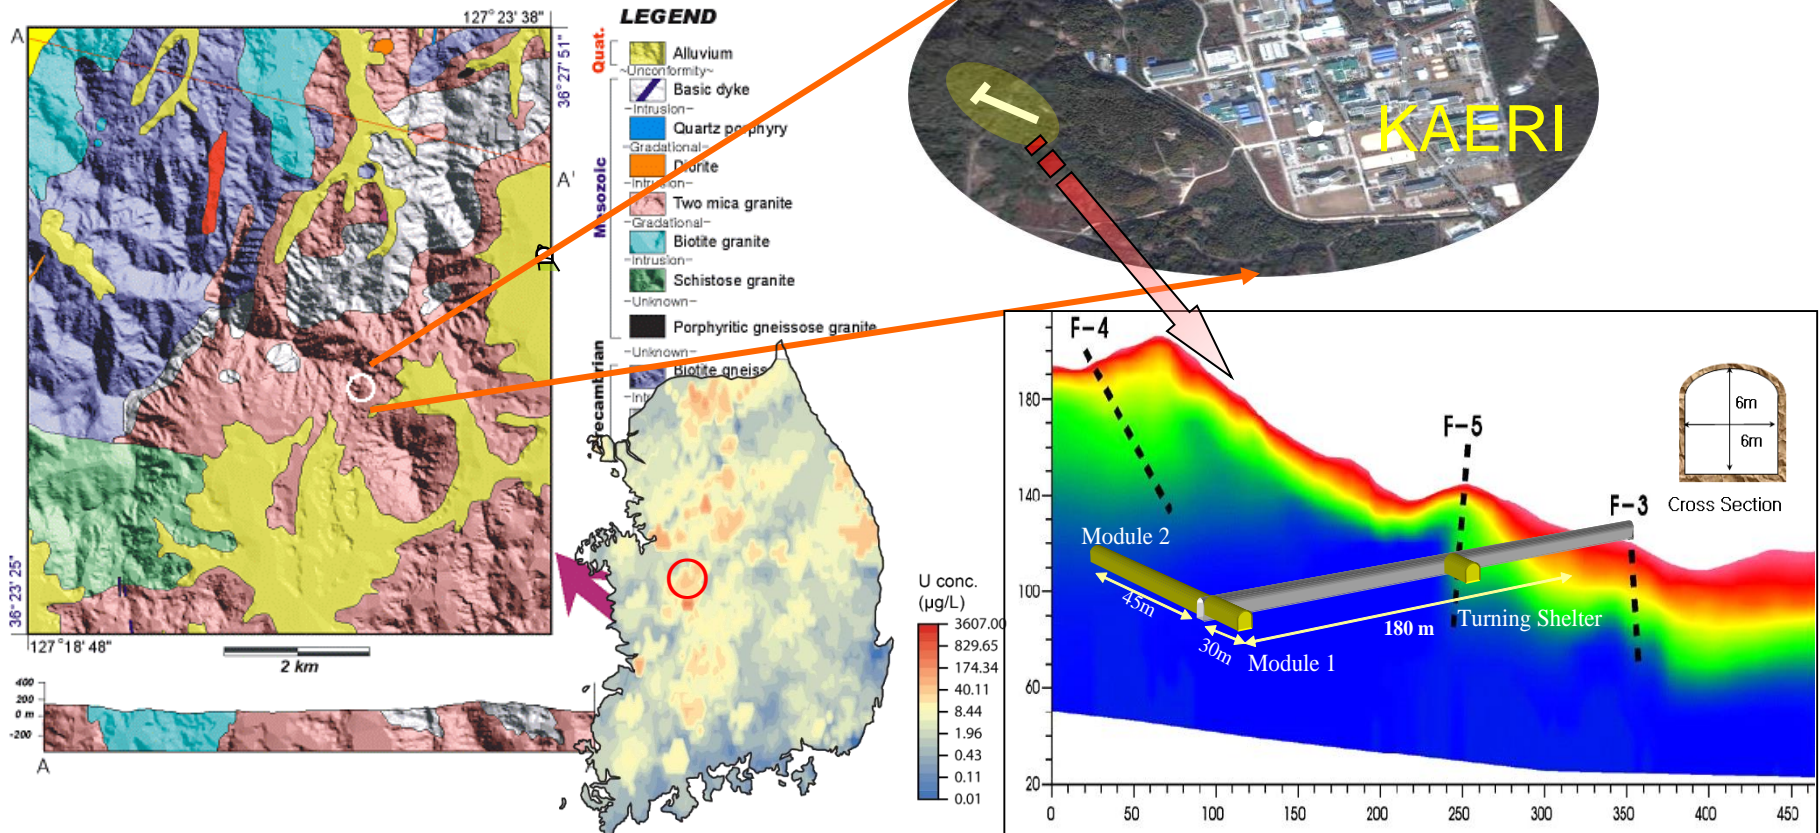 127° 23' 38"
A
36° 27' 51"
A'
36° 23' 25"
127° 18' 48"
2 km
400
200
0 m
-200
A
LEGEND
Quat.
Alluvium
~Unconformity~
Mesozoic
Basic dyke
-Intrusion-
Quartz porphyry
-Gradational-
Diorite
-Intrusion-
Two mica granite
-Gradational-
Biotite granite
-Intrusion-
Schistose granite
-Unknown-
Porphyritic gneissose granite
-Unknown-
recambrian
Biotite gneiss
KAERI
U conc.
(µg/L)
3607.00
829.65
174.34
40.11
8.44
1.96
0.43
0.11
0.01
F-4
F-5
F-3
180
140
100
60
20
0
50
100
150
200
250
300
350
400
450
6m
6m
Cross Section
Module 2
45m
30m
Module 1
180 m
Turning Shelter